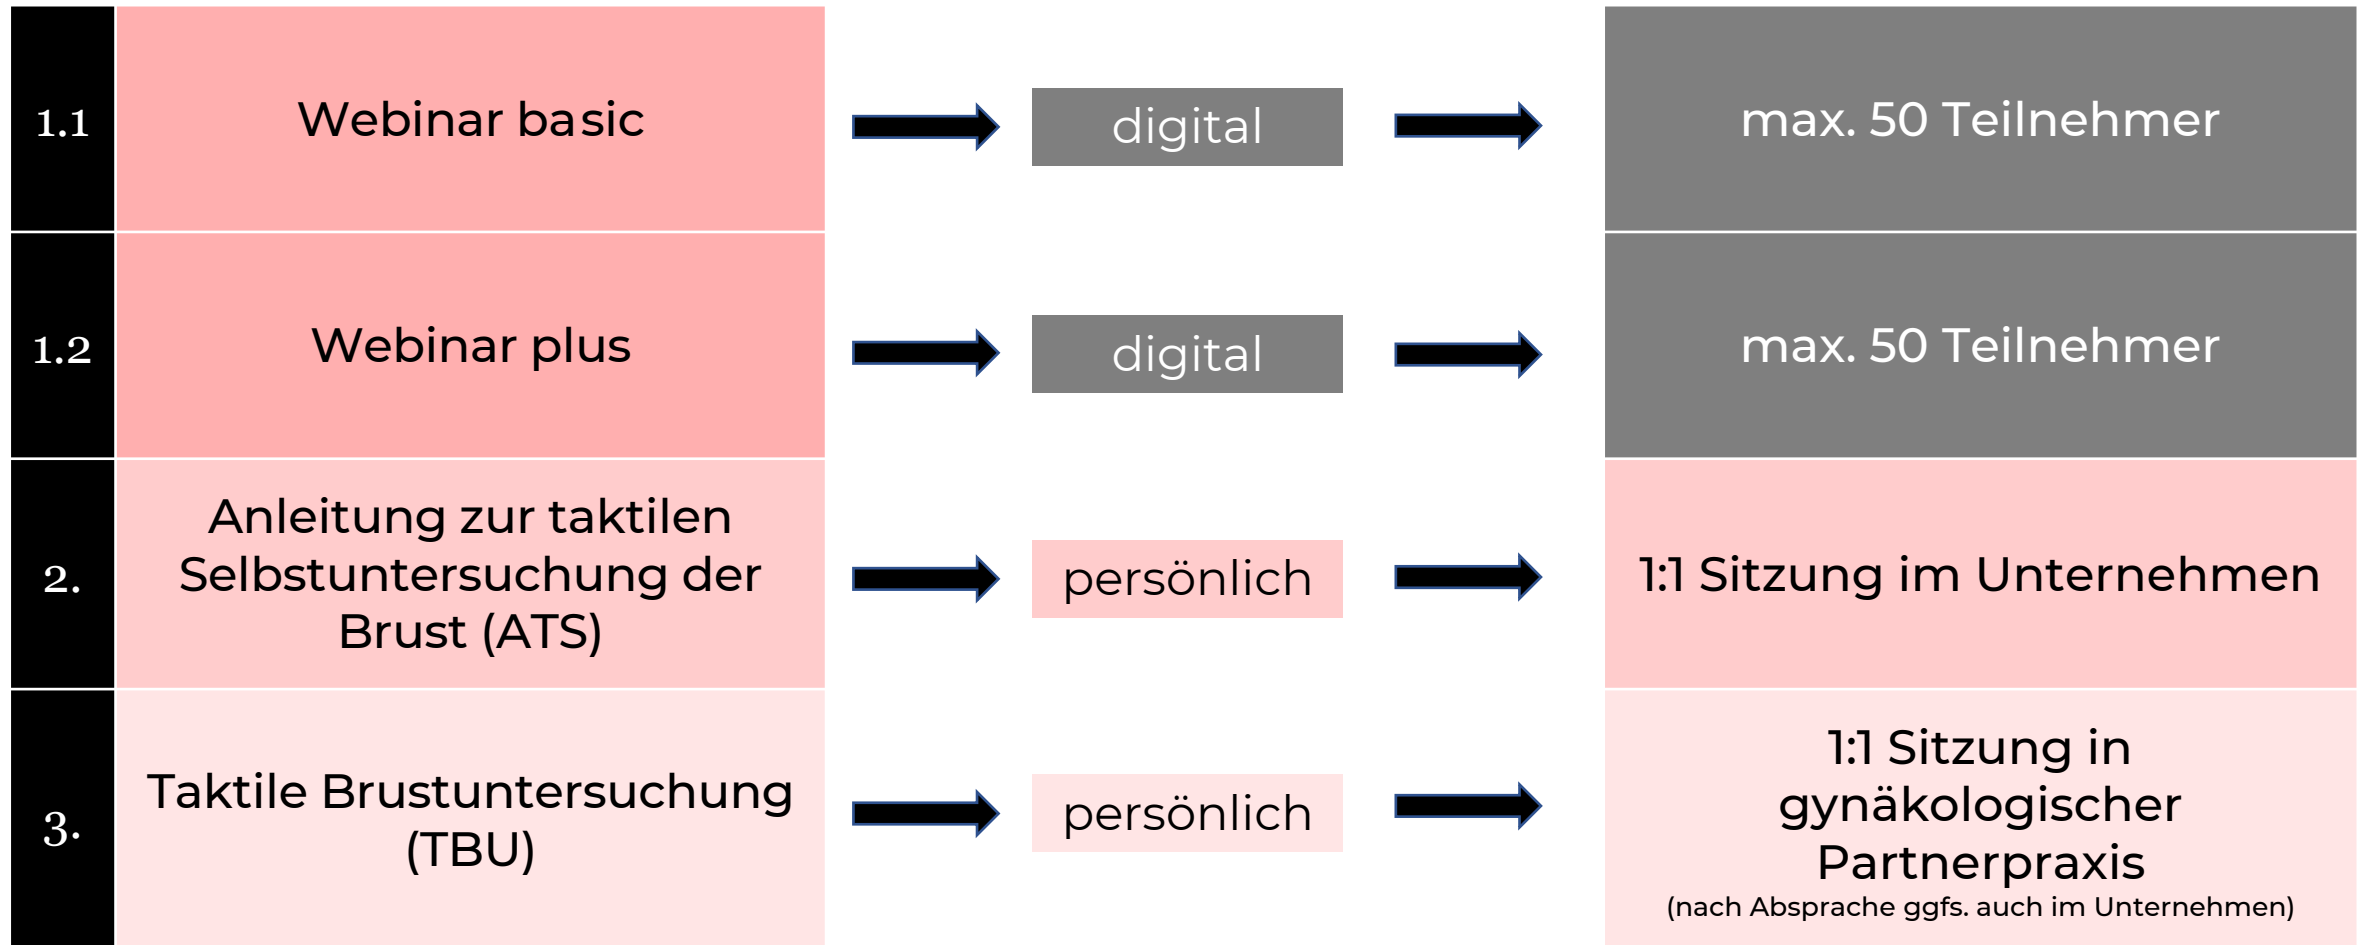 1.1
Webinar basic
digital
max. 50 Teilnehmer
1.2
Webinar plus
digital
max. 50 Teilnehmer
2.
Anleitung zur taktilen
Selbstuntersuchung der
Brust (ATS)
persönlich
1:1 Sitzung im Unternehmen
3.
Taktile Brustuntersuchung
(TBU)
persönlich
1:1 Sitzung in
gynäkologischer
Partnerpraxis
(nach Absprache ggfs. auch im Unternehmen)